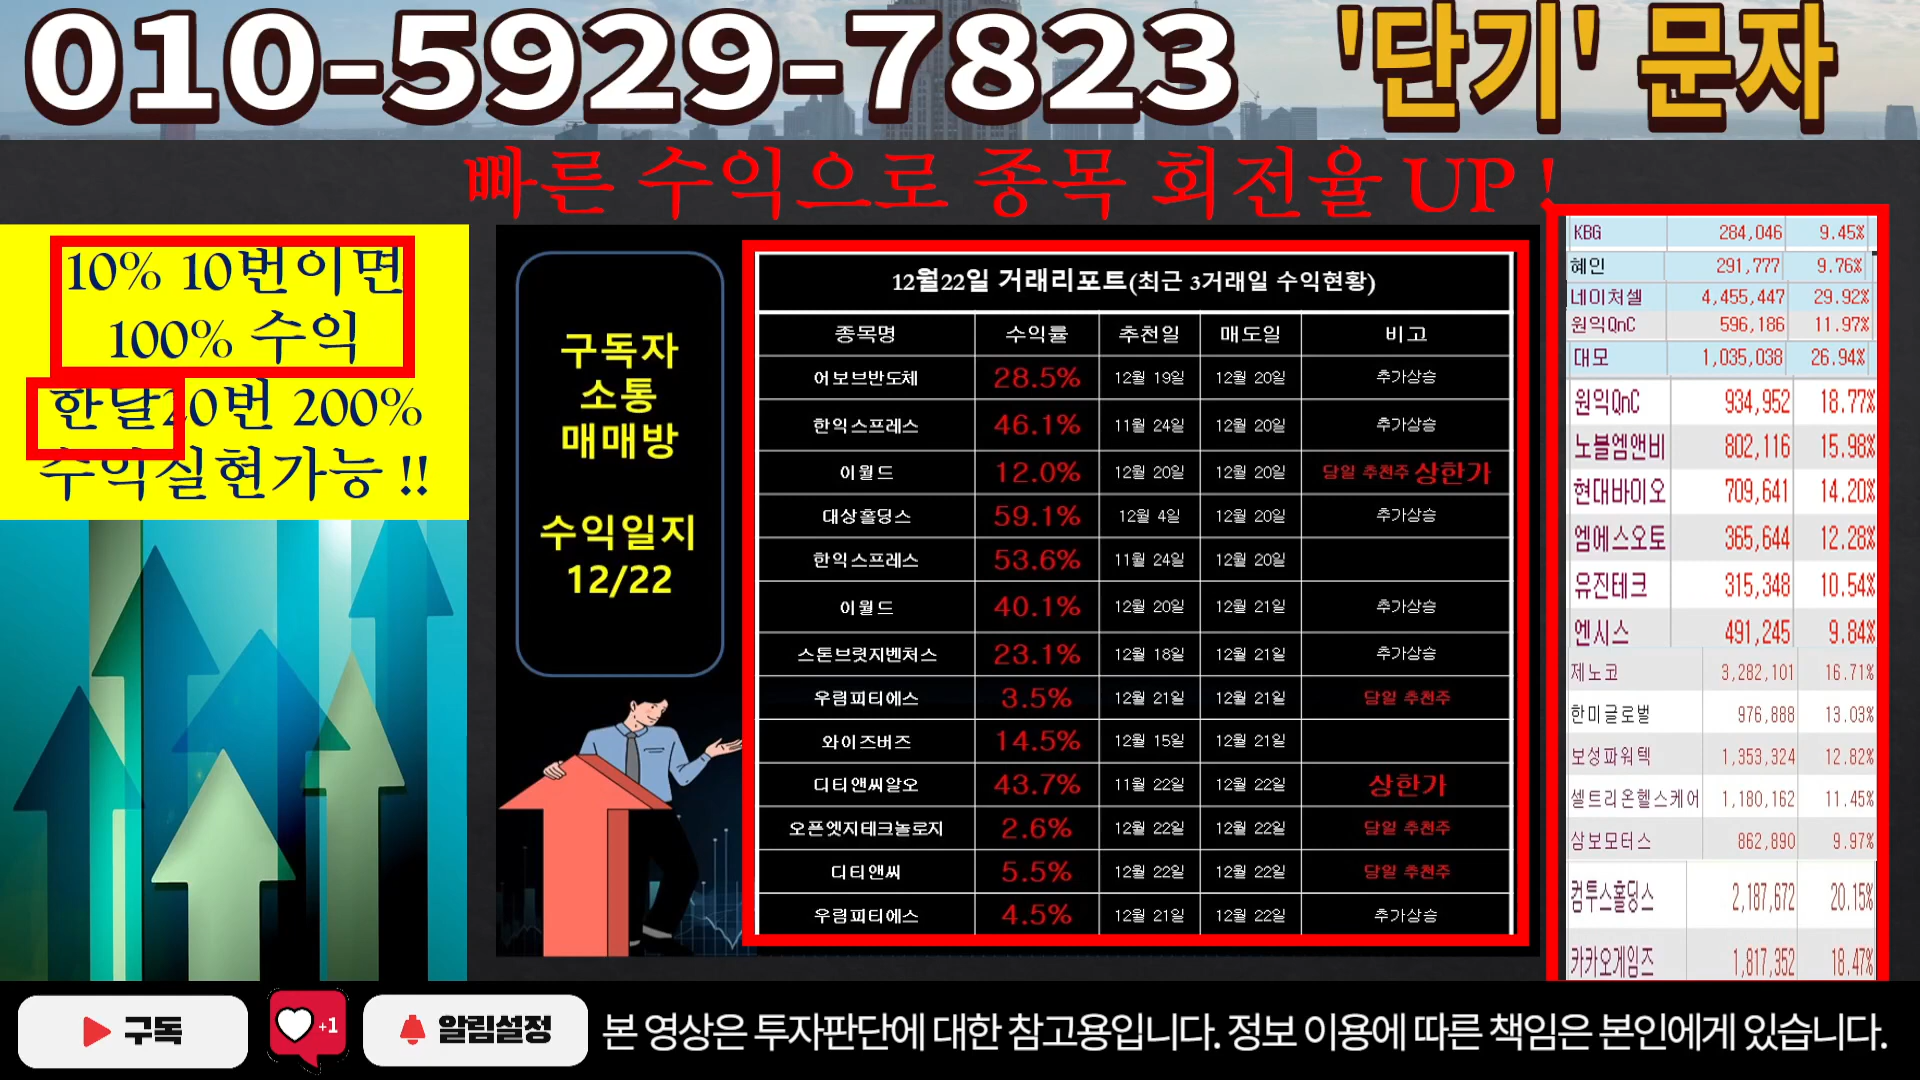 010-5929-7823 '단기' 문자
빠른 수익으로 종목 회전율 UP !
10% 10번이면
100% 수익
한달20번 200%
수익실현가능 !!
구독자
소통
매매방
수익일지
12/22
12월22일 거래리포트(최근 3거래일 수익현황)
종목명 수익률 추천일 매도일 비고
어보브반도체 28.5% 12월 19일 12월 20일 추가상승
한익스프레스 46.1% 11월 24일 12월 20일 추가상승
이월드 12.0% 12월 20일 12월 20일 당일 추천주 상한가
대상홀딩스 59.1% 12월 4일 12월 20일 추가상승
한익스프레스 53.6% 11월 24일 12월 20일
이월드 40.1% 12월 20일 12월 21일 추가상승
스톤브릿지벤처스 23.1% 12월 18일 12월 21일 추가상승
우림피티에스 3.5% 12월 21일 12월 21일 당일 추천주
와이즈버즈 14.5% 12월 15일 12월 21일
디티앤씨알오 43.7% 11월 22일 12월 22일 상한가
오픈엣지테크놀로지 2.6% 12월 22일 12월 22일 당일 추천주
디티앤씨 5.5% 12월 22일 12월 22일 당일 추천주
우림피티에스 4.5% 12월 21일 12월 22일 추가상승
KBG 284,046 9.45%
혜인 291,777 9.76%
네이처셀 4,455,447 29.92%
원익QnC 596,186 11.97%
대모 1,035,038 26.94%
원익QnC 934,952 18.77%
노블엠앤비 802,116 15.98%
현대바이오 709,641 14.20%
엠에스오토 365,644 12.28%
유진테크 315,348 10.54%
엔시스 491,245 9.84%
제노코 3,282,101 16.71%
한미글로벌 976,888 13.03%
보성파워텍 1,353,324 12.82%
셀트리온헬스케어 1,180,162 11.45%
상보모터스 862,890 9.97%
컴투스홀딩스 2,187,672 20.15%
카카오게임즈 1,817,352 18.47%
구독 +1 알림설정 본 영상은 투자판단에 대한 참고용입니다. 정보 이용에 따른 책임은 본인에게 있습니다.